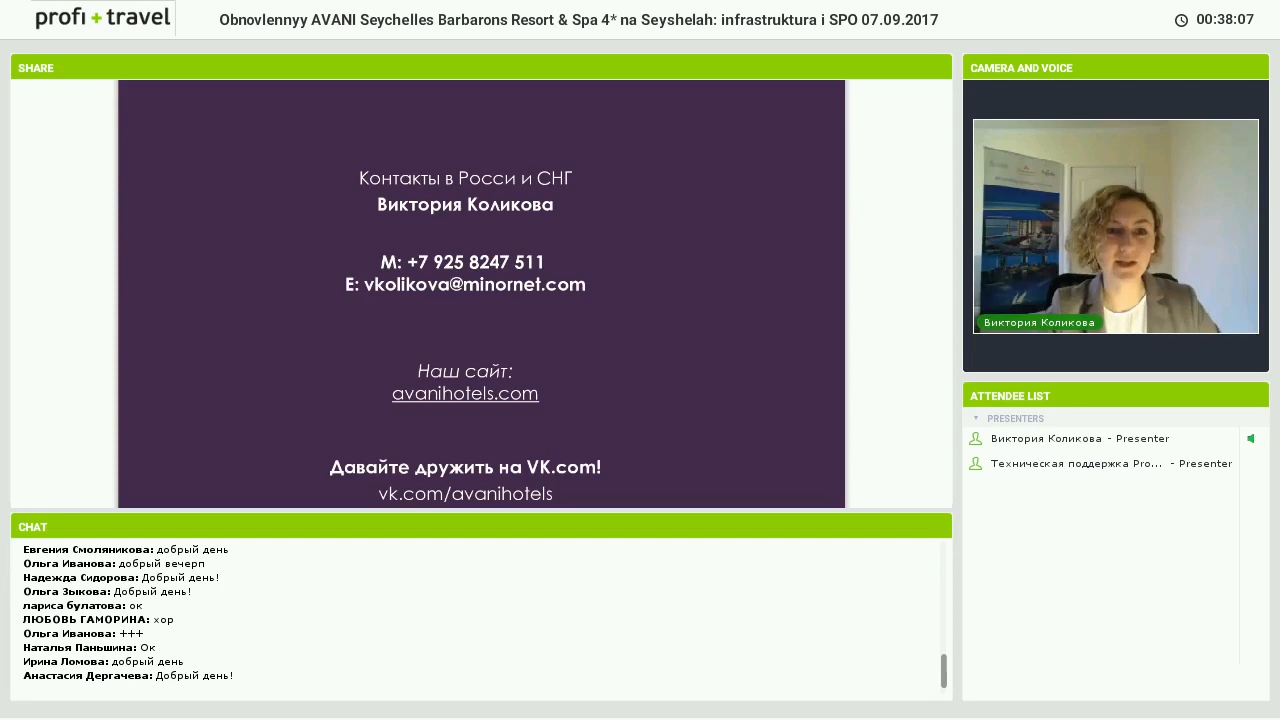 profi + travel
Obnovlennyy AVANI Seychelles Barbarons Resort & Spa 4* na Seyshelah: infrastruktura i SPO 07.09.2017
00:38:07
SHARE
Контакты в Росси и СНГ
Виктория Коликова
M: +7 925 8247 511
E: vkolikova@minornet.com
Наш сайт:
avanihotels.com
Давайте дружить на VK.com!
vk.com/avanihotels
CAMERA AND VOICE
Виктория Коликова
ATTENDEE LIST
PRESENTERS
Виктория Коликова - Presenter
Техническая поддержка Pro... - Presenter
CHAT
Евгения Смоляникова: добрый день
Ольга Иванова: добрый вечерп
Надежда Сидорова: Добрый день!
Ольга Зыкова: Добрый день!
лариса булатова: ок
ЛЮБОВЬ ГАМОРИНА: хор
Ольга Иванова: +++
Наталья Паньшина: Ок
Ирина Ломова: добрый день
Анастасия Дергачева: Добрый день!